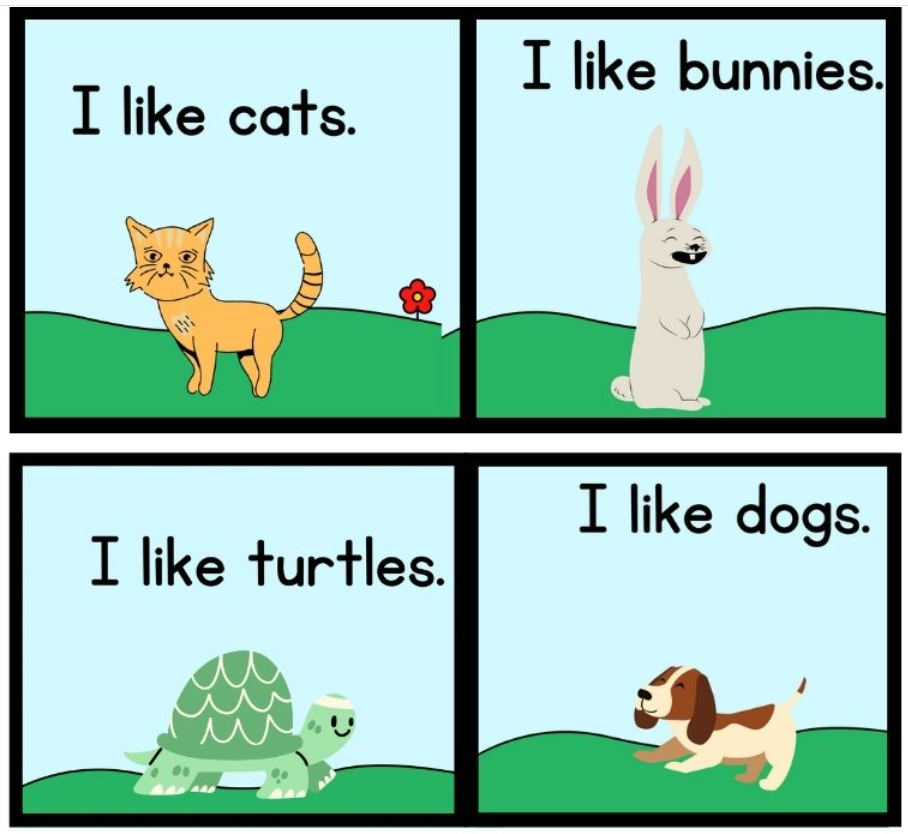 I like cats.
I like bunnies.
I like turtles.
I like dogs.